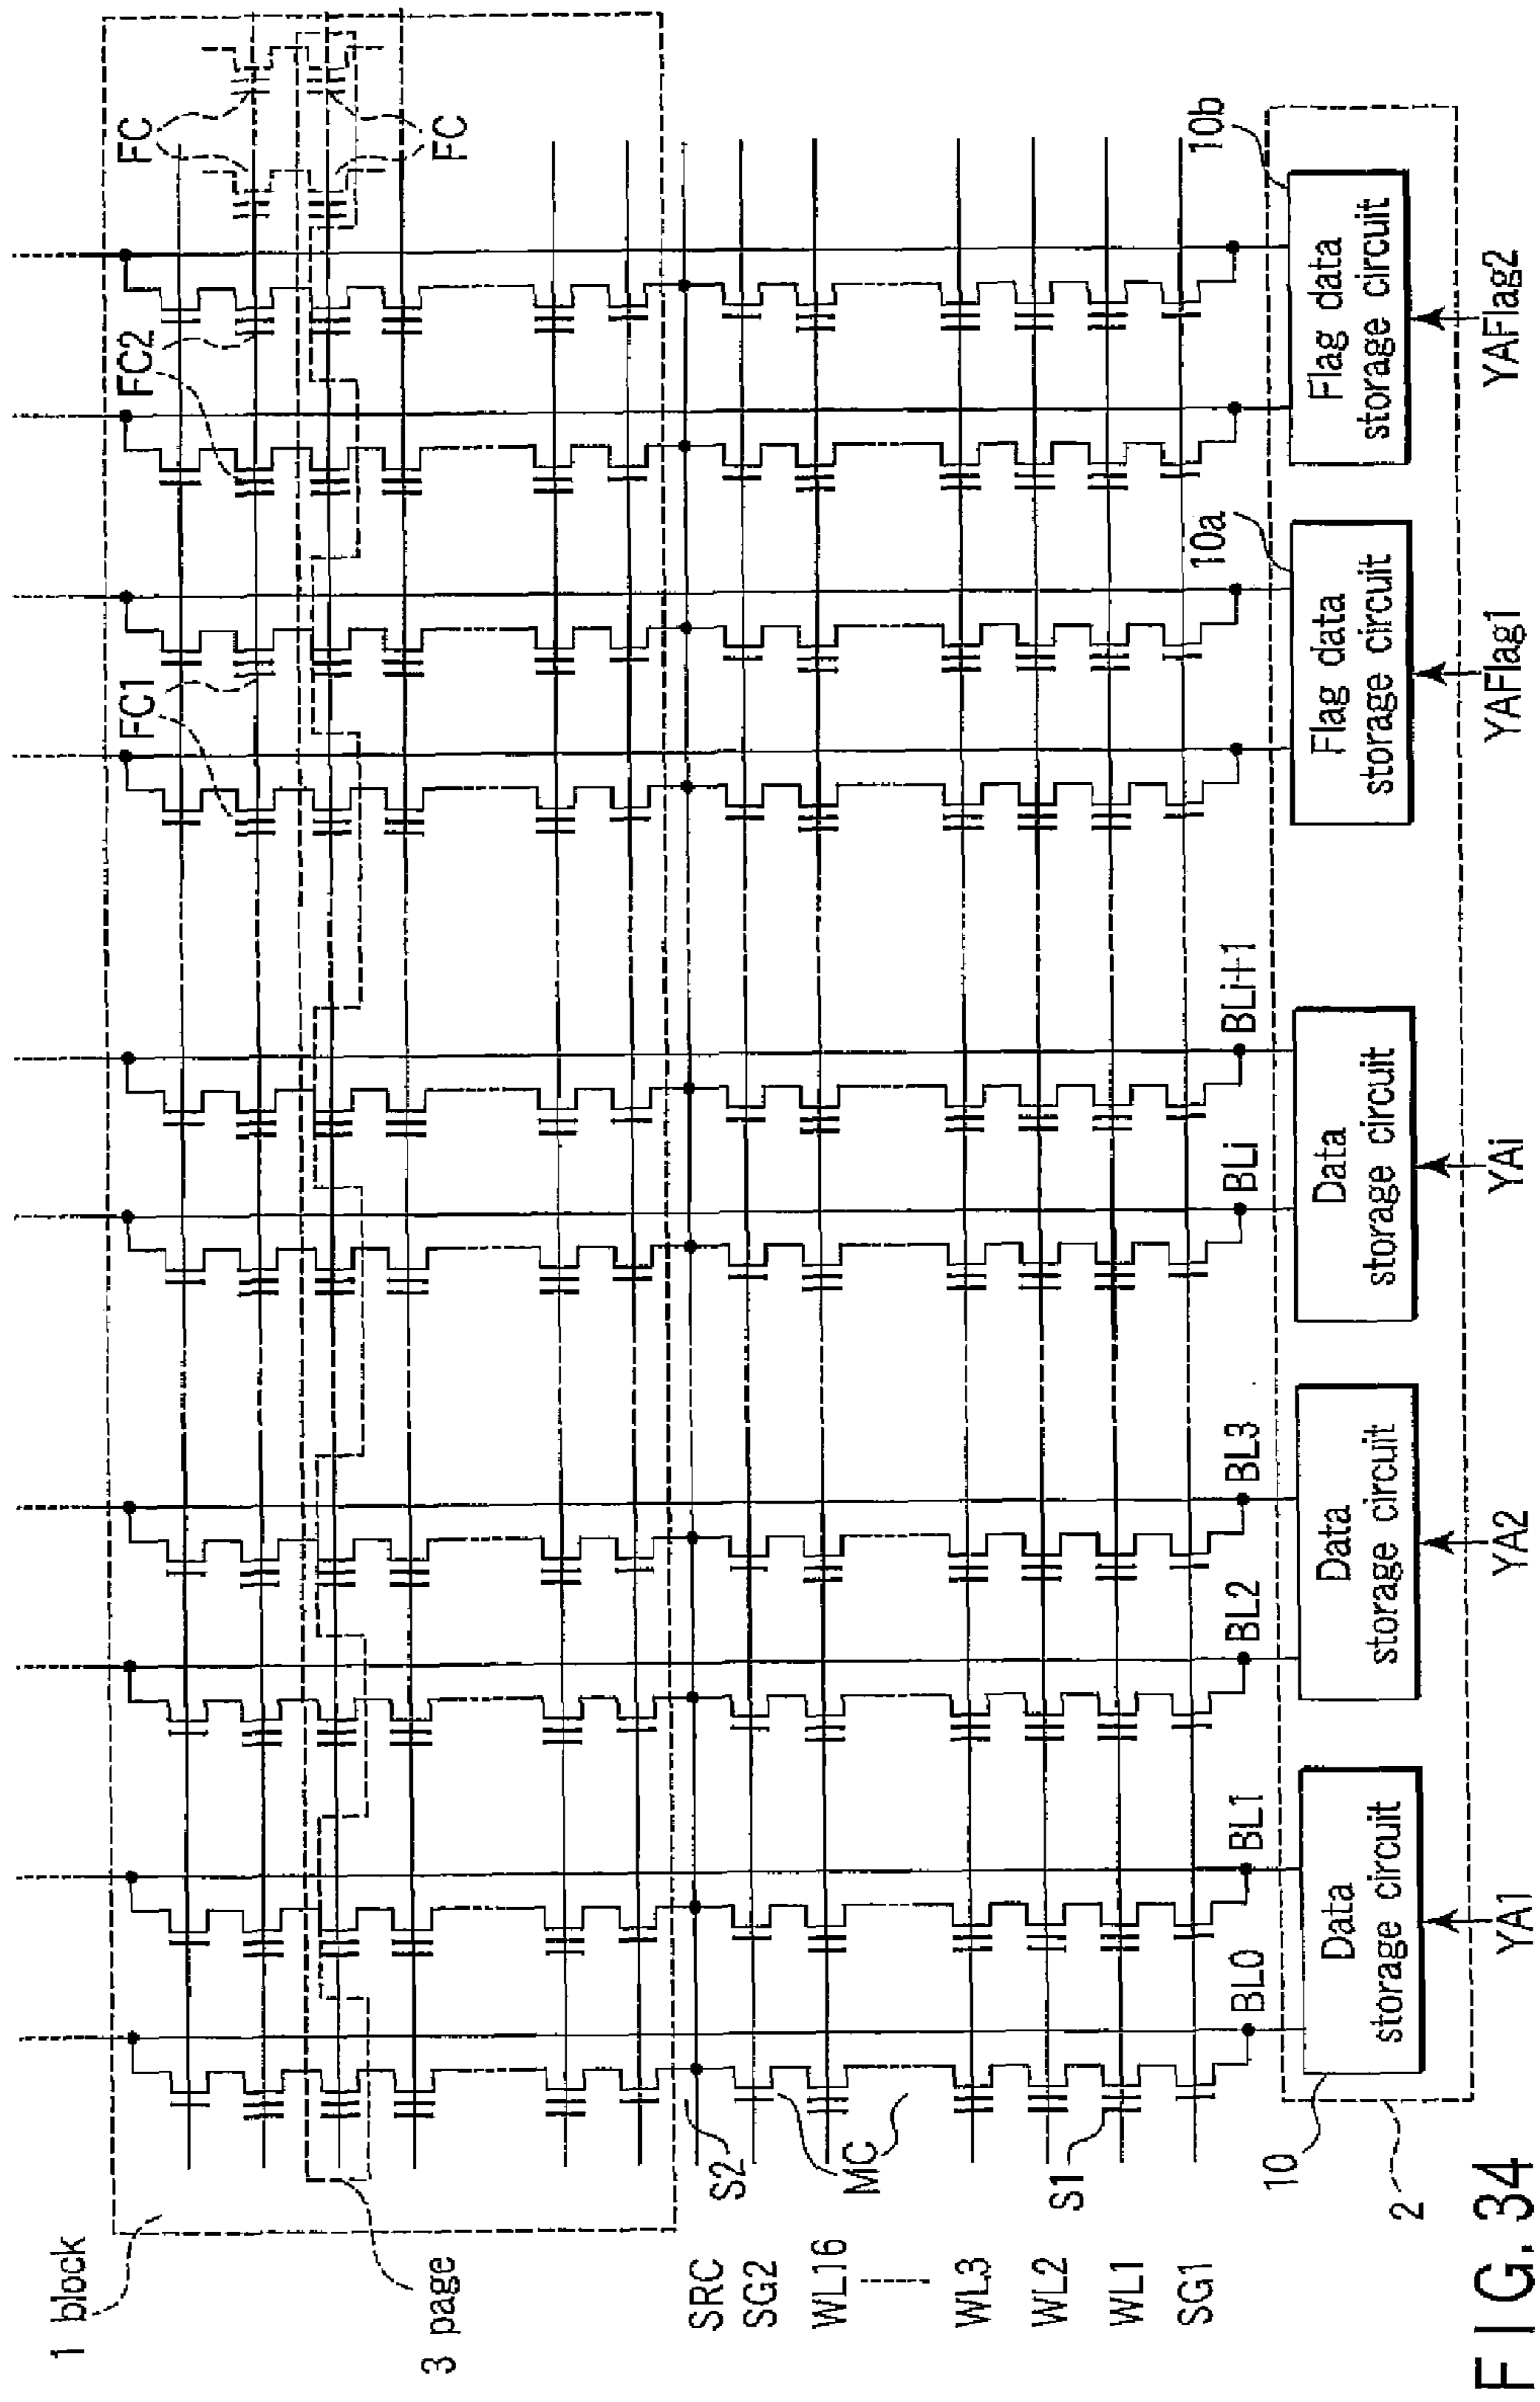 1 block
3 page
FC
FC
FC1
FC2
SRC
SG2
WL16
WL3
WL2
WL1
SG1
S2
MC
S1
BL0
BL1
BL2
BL3
BLi
BLi+1
10
10a
10b
2
Data
storage circuit
Data
storage circuit
Data
storage circuit
Flag data
storage circuit
Flag data
storage circuit
YA1
YA2
YAi
YAFlag1
YAFlag2
FIG. 34